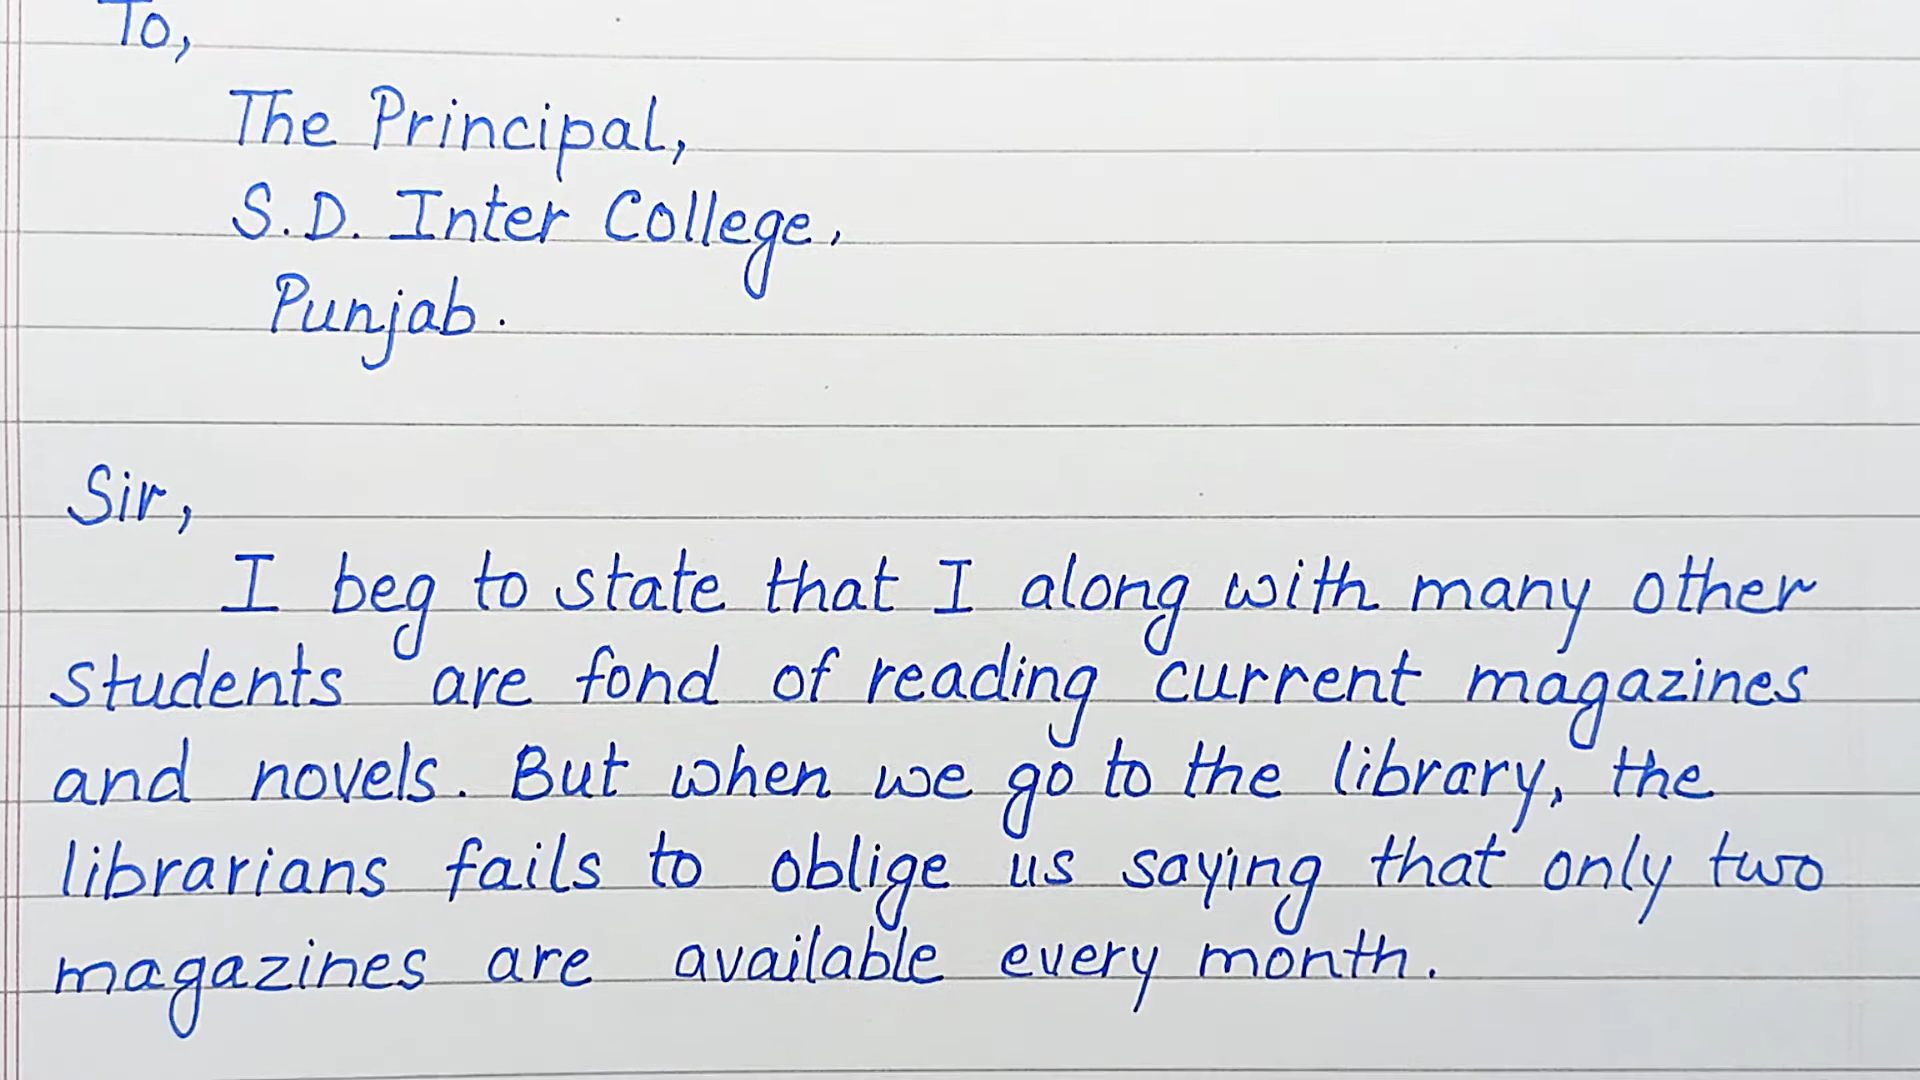 To,
The Principal,
S.D. Inter College,
Punjab.
Sir,
I beg to state that I along with many other
students are fond of reading current magazines
and novels. But when we go to the library, the
librarians fails to oblige us saying that only two
magazines are available every month.